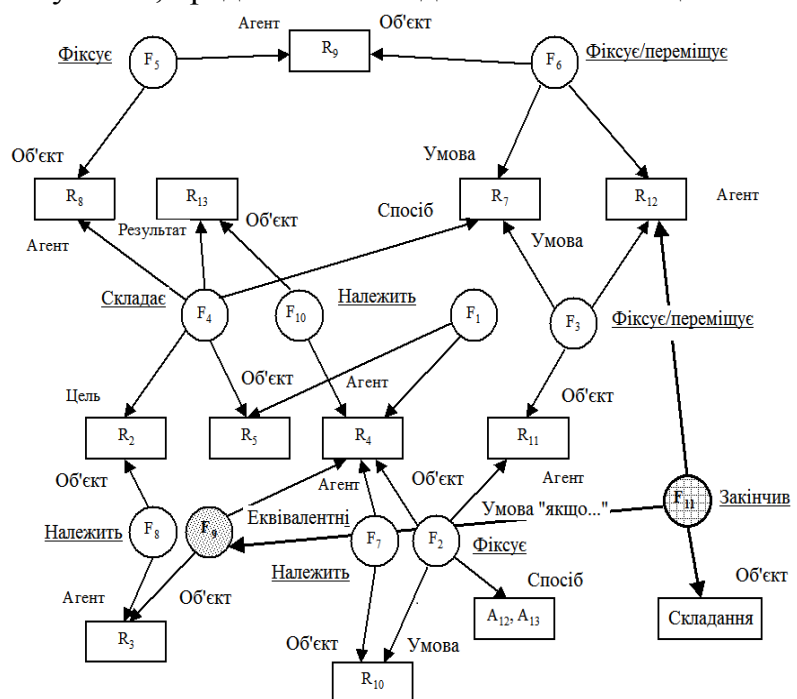 Агент
Об'єкт
Фіксує
F5
R9
F6
Фіксує/переміщує
Об'єкт
Умова
R8
R13
Об'єкт
Спосіб
R7
R12
Агент
Агент
Результат
Умова
Складає
F4
F10
Належить
F1
F3
Фіксує/переміщує
Цель
Об'єкт
Агент
Об'єкт
R2
R5
R4
R11
Об'єкт
Агент
Об'єкт
Агент
Належить
F8
F9
Еквівалентні
F7
F2
Умова "якщо..."
F11
Закінчив
Належить
Фіксує
Агент
Об'єкт
Спосіб
Об'єкт
R3
Об'єкт
Умова
A12, A13
Складання
R10